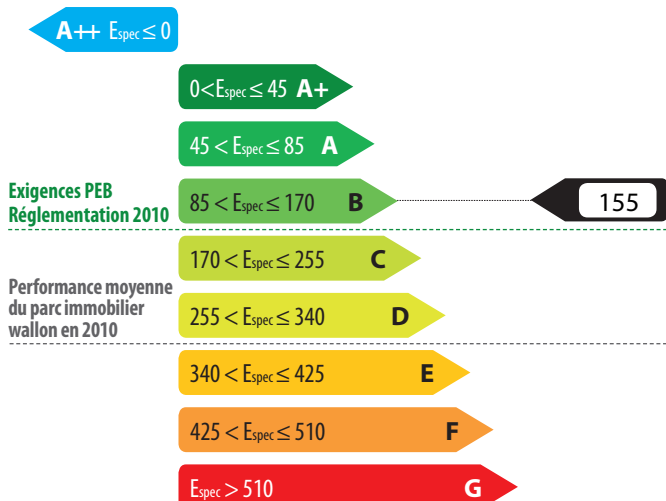 A++ Espec ≤ 0
0<Espec ≤ 45 A+
45 < Espec ≤ 85 A
Exigences PEB
Réglementation 2010
85 < Espec ≤ 170 B
155
170 < Espec ≤ 255 C
Performance moyenne
du parc immobilier
wallon en 2010
255 < Espec ≤ 340 D
340 < Espec ≤ 425 E
425 < Espec ≤ 510 F
Espec > 510 G